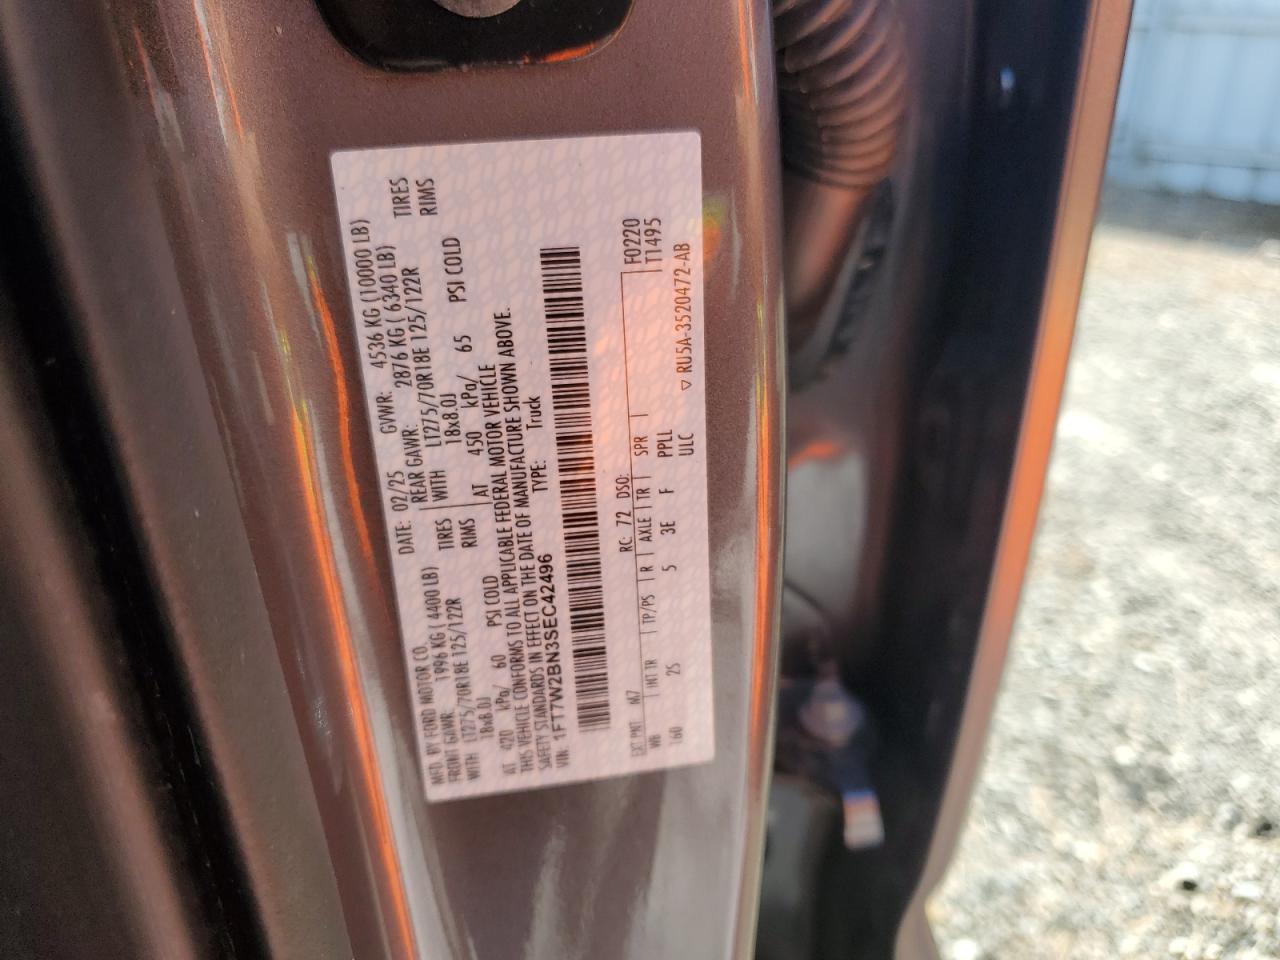 MFD. BY FORD MOTOR CO.
DATE: 02/25 GVWR: 4536 KG (10000 LB)
FRONT GAWR: 1996 KG ( 4400 LB)
REAR GAWR: 2876 KG ( 6340 LB)
WITH LT275/70R18E 125/122R TIRES
WITH LT275/70R18E 125/122R TIRES
18x8.0J RIMS
18x8.0J RIMS
AT 420 kPa/ 60 PSI COLD
AT 450 kPa/ 65 PSI COLD
THIS VEHICLE CONFORMS TO ALL APPLICABLE FEDERAL MOTOR VEHICLE
SAFETY STANDARDS IN EFFECT ON THE DATE OF MANUFACTURE SHOWN ABOVE.
VIN: 1FT7W2BN3SEC42496 TYPE: Truck
F0220
T1495
EXT PNT M7 RC: 72 DSO:
WB INT TR TP/PS R AXLE TR SPR
160 2S 5 3E F PPLL
ULC
▽ RU5A-3520472-AB